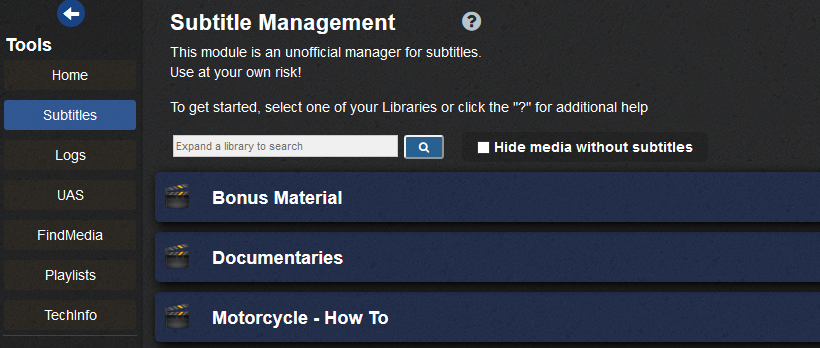 Tools
Home
Subtitles
Logs
UAS
FindMedia
Playlists
TechInfo
Subtitle Management ?
This module is an unofficial manager for subtitles.
Use at your own risk!
To get started, select one of your Libraries or click the "?" for additional help
Expand a library to search
Hide media without subtitles
Bonus Material
Documentaries
Motorcycle - How To